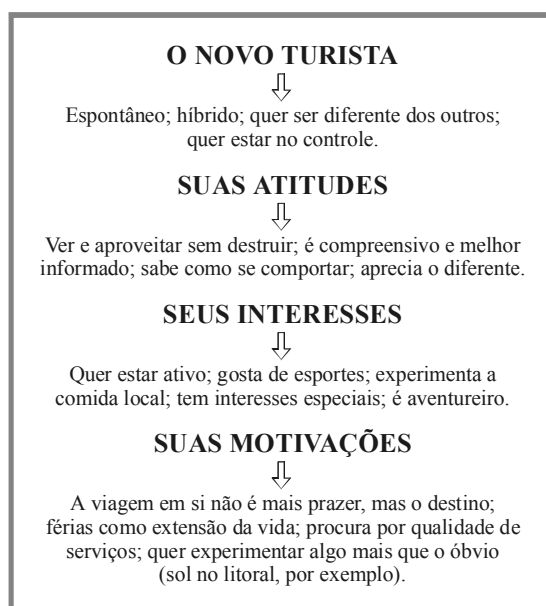 O NOVO TURISTA
Espontâneo; híbrido; quer ser diferente dos outros;
quer estar no controle.
SUAS ATITUDES
Ver e aproveitar sem destruir; é compreensivo e melhor
informado; sabe como se comportar; aprecia o diferente.
SEUS INTERESSES
Quer estar ativo; gosta de esportes; experimenta a
comida local; tem interesses especiais; é aventureiro.
SUAS MOTIVAÇÕES
A viagem em si não é mais prazer, mas o destino;
férias como extensão da vida; procura por qualidade de
serviços; quer experimentar algo mais que o óbvio
(sol no litoral, por exemplo).